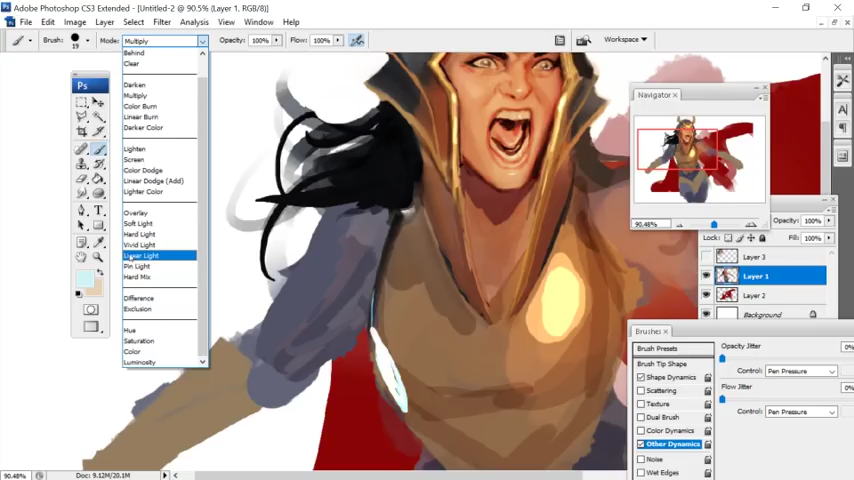 Adobe Photoshop CS3 Extended - [Untitled-2 @ 90.5% (Layer 1, RGB/8)]
File Edit Image Layer Select Filter Analysis View Window Help
Brush: 19 Mode: Multiply Opacity: 100% Flow: 100% Workspace
Behind
Clear
Darken
Multiply
Color Burn
Linear Burn
Darker Color
Lighten
Screen
Color Dodge
Linear Dodge (Add)
Lighter Color
Overlay
Soft Light
Hard Light
Vivid Light
Linear Light
Pin Light
Hard Mix
Difference
Exclusion
Hue
Saturation
Color
Luminosity
Ps
Navigator
90.48%
Opacity: 100%
Lock: Fill: 100%
Layer 3
Layer 1
Layer 2
Background
Brushes
Brush Presets
Brush Tip Shape
Shape Dynamics
Scattering
Texture
Dual Brush
Color Dynamics
Other Dynamics
Noise
Wet Edges
Opacity Jitter 0%
Control: Pen Pressure
Flow Jitter 0%
Control: Pen Pressure
90.48% Doc: 9.12M/20.1M